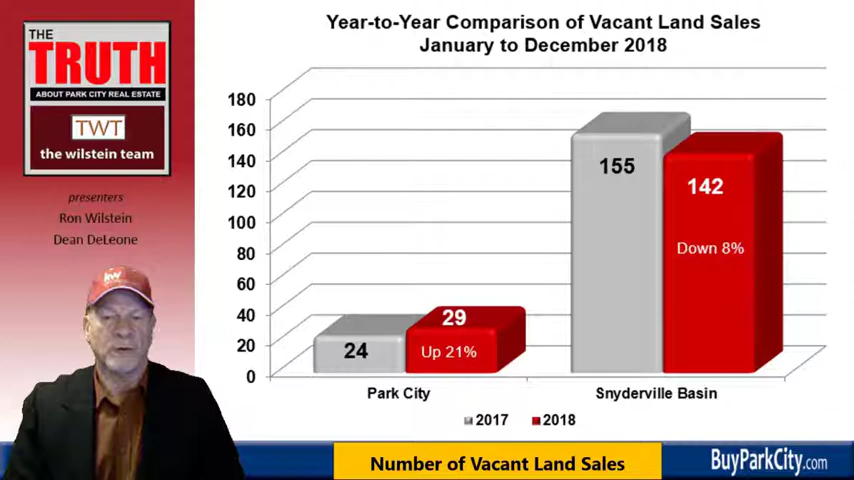 THE
TRUTH
ABOUT PARK CITY REAL ESTATE
TWT
the wilstein team
presenters
Ron Wilstein
Dean DeLeone
kw
Year-to-Year Comparison of Vacant Land Sales
January to December 2018
180
160
140
120
100
80
60
40
20
0
24
29
Up 21%
155
142
Down 8%
Park City
Snyderville Basin
2017
2018
Number of Vacant Land Sales
BuyParkCity.com